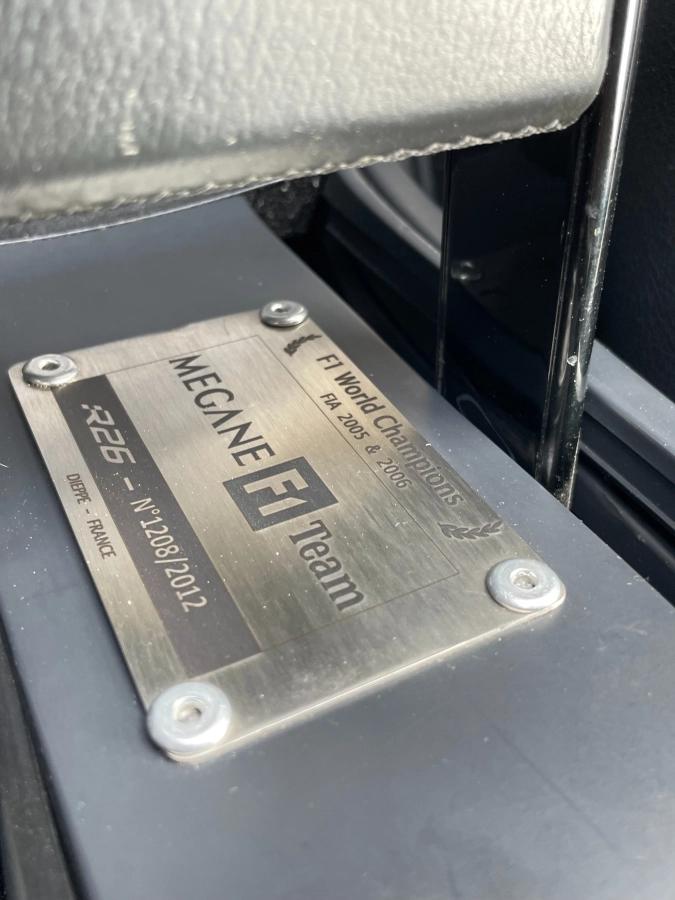 F1 World Champions
FIA 2005 & 2006
MEGANE F1 Team
R26 - N°1208/2012
DIEPPE - FRANCE